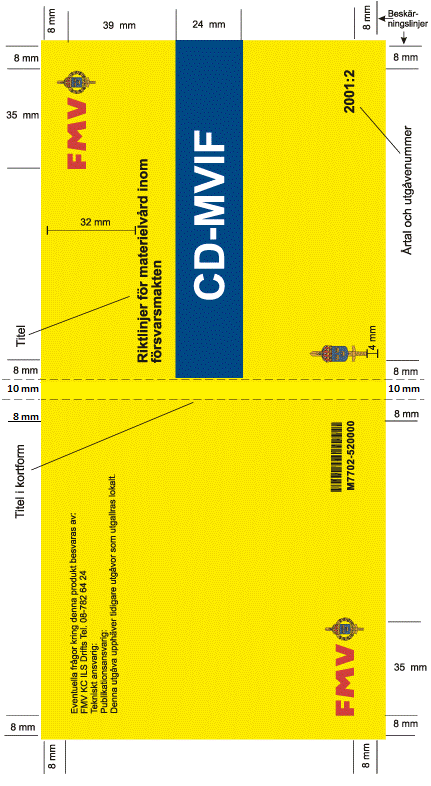 8 mm
39 mm
24 mm
8 mm
Beskär-
ningslinjer
8 mm
8 mm
35 mm
FMV
32 mm
Riktlinjer för materielvård inom
försvarsmakten
CD-MVIF
2001:2
Årtal och utgåvenummer
Titel
4 mm
8 mm
8 mm
10 mm
10 mm
8 mm
8 mm
Titel i kortform
M7702-520000
Eventuella frågor kring denna produkt besvaras av:
FMV KC ILS Drifts Tel. 08-782 64 24
Tekniskt ansvarig:
Publikationsansvarig:
Denna utgåva upphäver tidigare utgåvor som utgallras lokalt.
FMV
35 mm
8 mm
8 mm
8 mm
8 mm